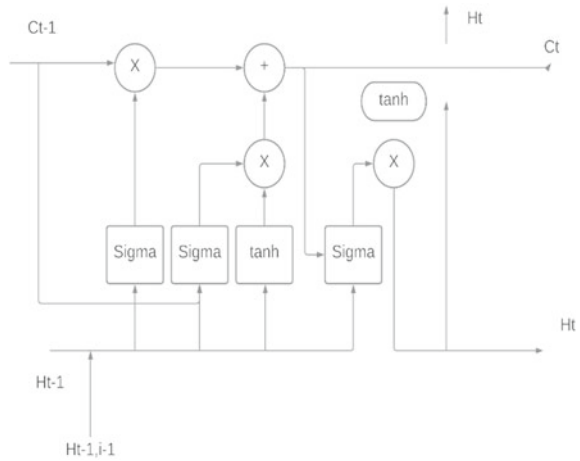 Ht
Ct-1
Ct
X
+
tanh
X
X
Sigma
Sigma
tanh
Sigma
Ht
Ht-1
Ht-1,i-1